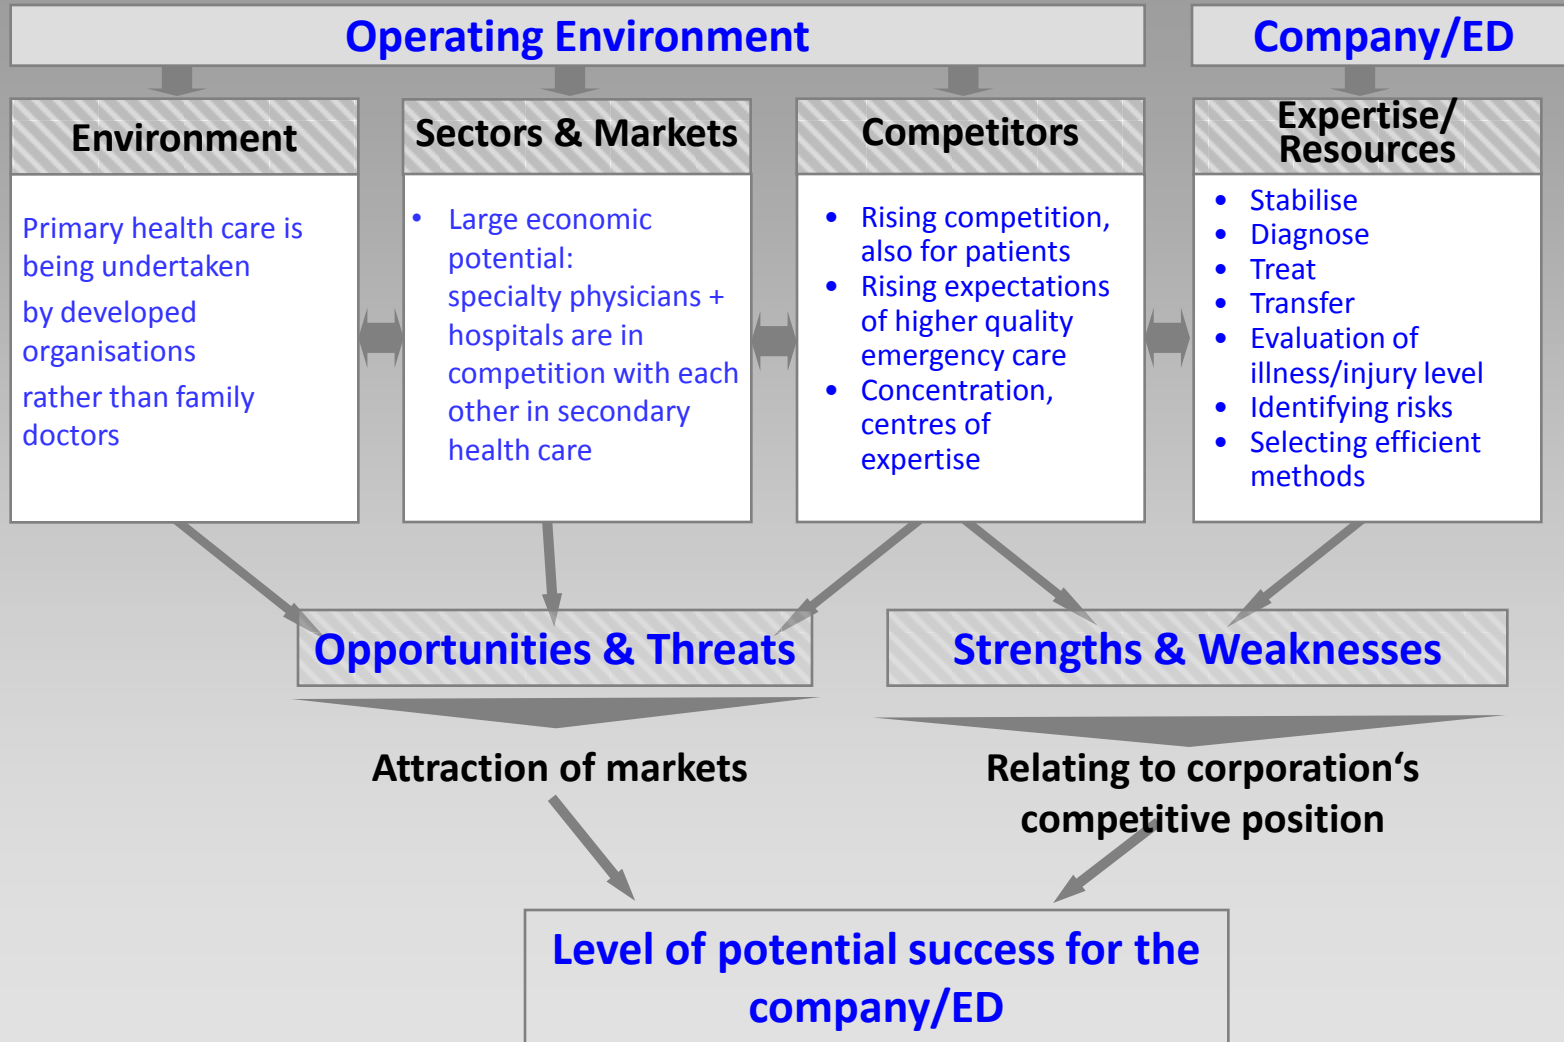 Operating Environment
Company/ED
Environment
Primary health care is
being undertaken
by developed
organisations
rather than family
doctors
Sectors & Markets
• Large economic
potential:
specialty physicians +
hospitals are in
competition with each
other in secondary
health care
Competitors
• Rising competition,
also for patients
• Rising expectations
of higher quality
emergency care
• Concentration,
centres of
expertise
Expertise/
Resources
• Stabilise
• Diagnose
• Treat
• Transfer
• Evaluation of
illness/injury level
• Identifying risks
• Selecting efficient
methods
Opportunities & Threats
Strengths & Weaknesses
Attraction of markets
Relating to corporation‘s
competitive position
Level of potential success for the
company/ED